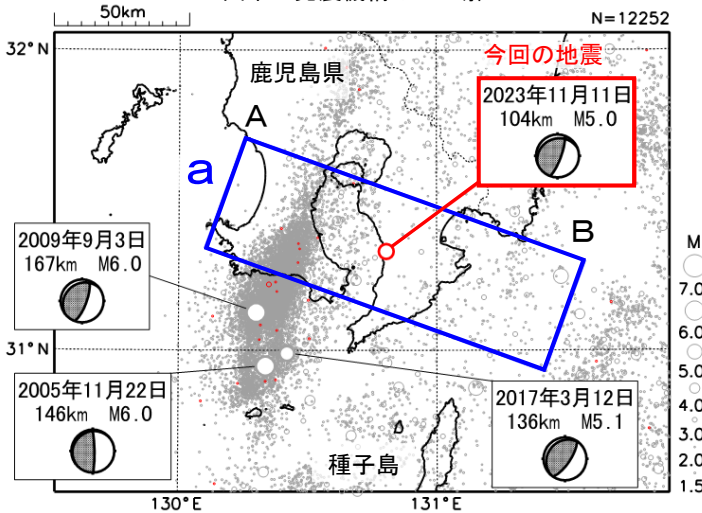 50km
N=12252
32°N
鹿児島県
今回の地震
2023年11月11日
104km M5.0
A
a
B
2009年9月3日
167km M6.0
M
7.0
6.0
5.0
4.0
3.0
2.0
1.5
31°N
2005年11月22日
146km M6.0
2017年3月12日
136km M5.1
種子島
130°E
131°E